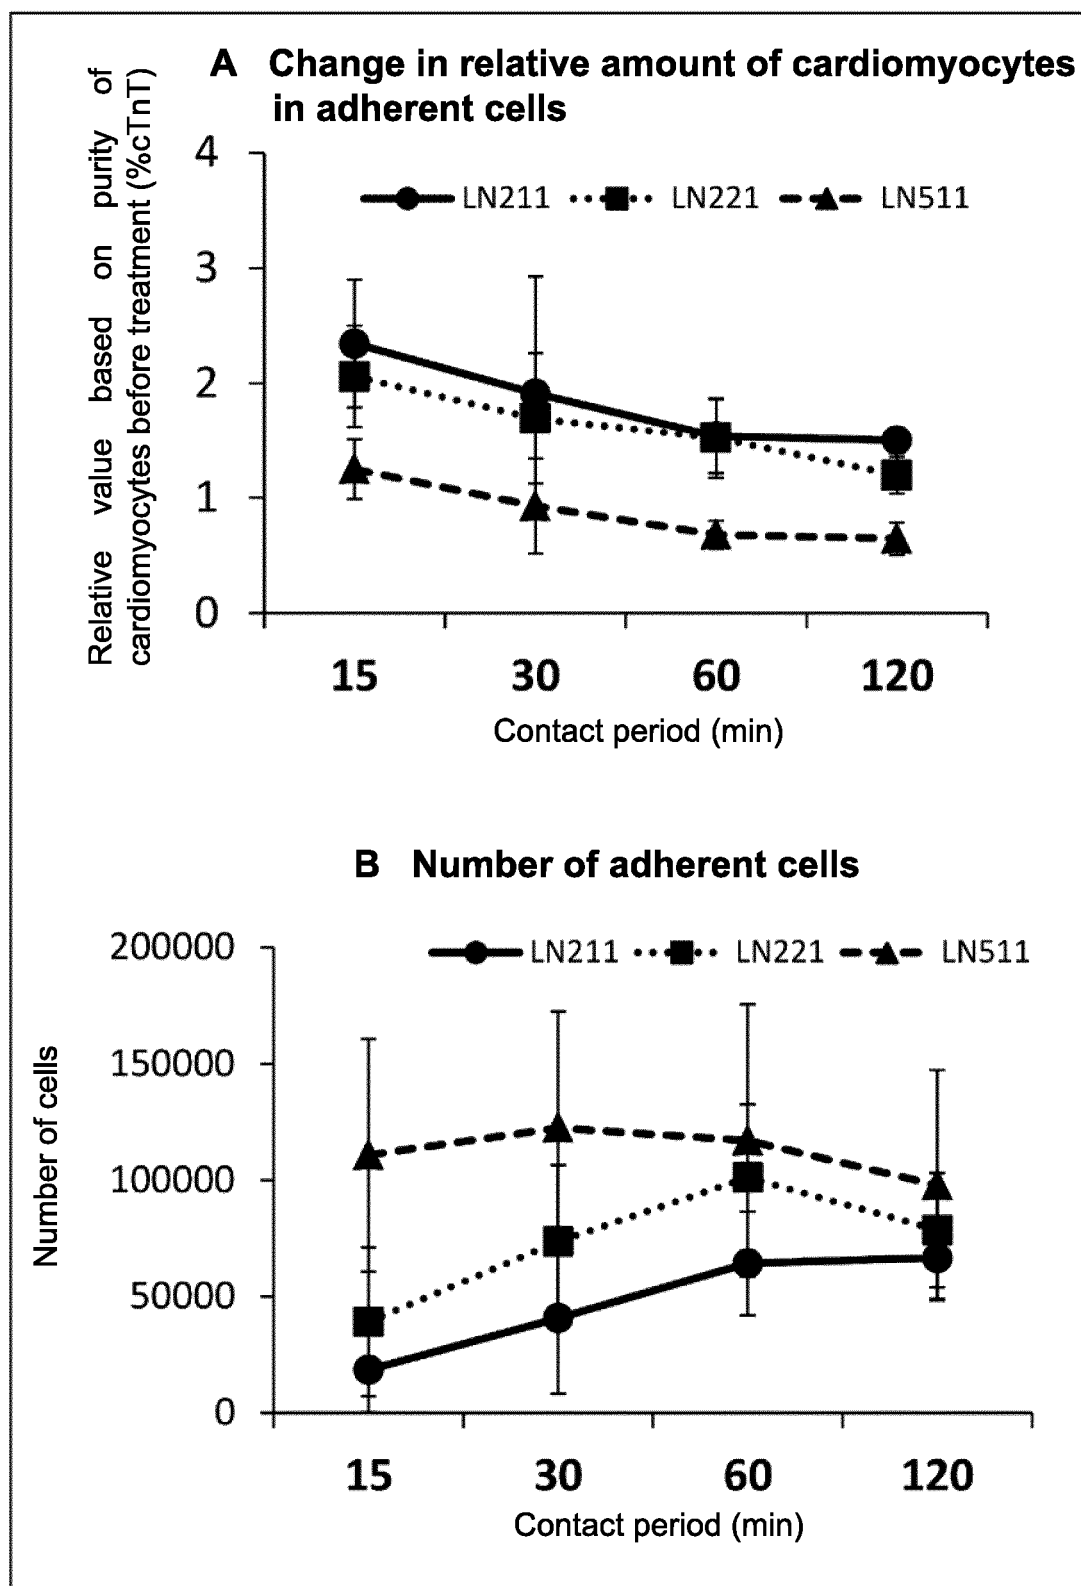 A Change in relative amount of cardiomyocytes
in adherent cells
Relative value based on purity of
cardiomyocytes before treatment (%cTnT)
4
LN211 LN221 LN511
3
2
1
0
15 30 60 120
Contact period (min)
B Number of adherent cells
200000
LN211 LN221 LN511
150000
Number of cells
100000
50000
0
15 30 60 120
Contact period (min)